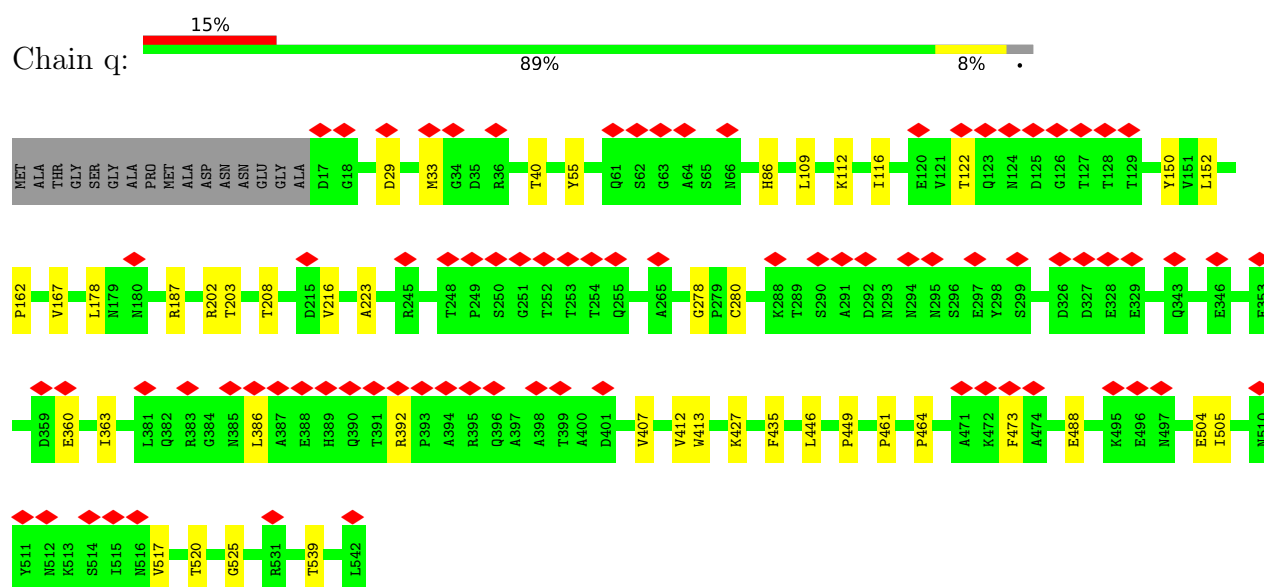 15%
Chain q:
89% 8% •
MET ALA THR GLY SER GLY ALA PRO MET ALA ASP ASN ASN GLU GLY ALA D17 G18 D29 M33 G34 D35 R36 T40 Y55 Q61 S62 G63 A64 S65 N66 H86 L109 K112 I116 E120 V121 T122 Q123 N124 D125 G126 T127 T128 T129 Y150 V151 L152
P162 V167 L178 N179 N180 R187 R202 T203 T208 D215 V216 A223 R245 T248 P249 S250 G251 T252 T253 T254 Q255 A265 G278 P279 C280 K288 T289 S290 A291 D292 N293 N294 N295 S296 E297 Y298 S299 D326 D327 E328 E329 Q343 E346 E353
D359 E360 I363 L381 Q382 R383 G384 N385 L386 A387 E388 H389 Q390 T391 R392 P393 A394 R395 Q396 A397 A398 T399 A400 D401 V407 V412 W413 K427 F435 L446 P449 P461 P464 A471 K472 F473 A474 E488 K495 E496 N497 E504 I505 N510
Y511 N512 K513 S514 I515 N516 V517 T520 G525 R531 T539 L542